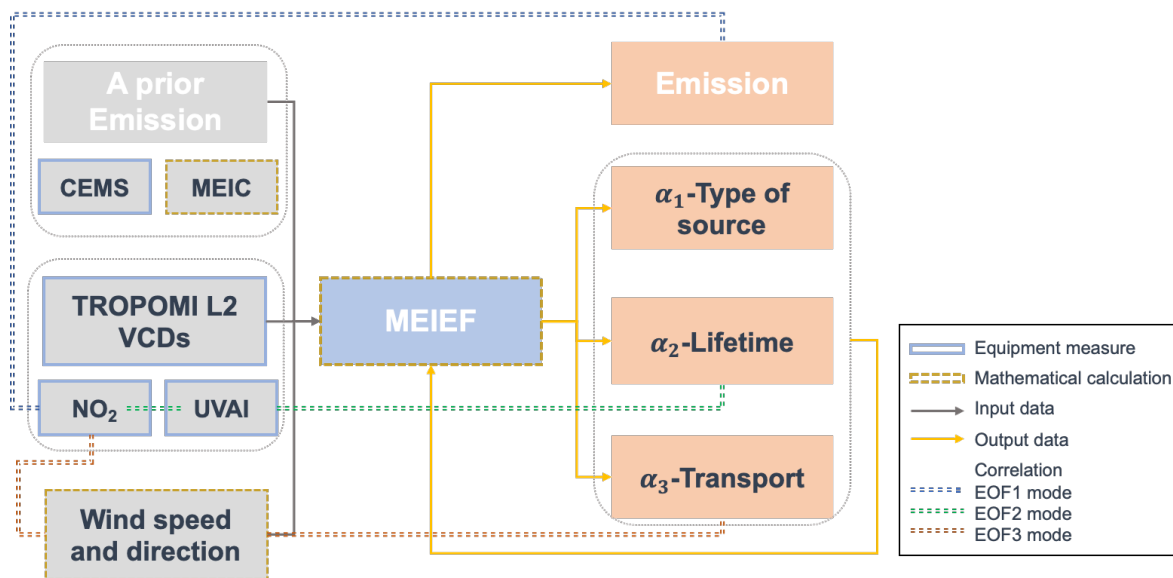 A prior
Emission
CEMS
MEIC
TROPOMI L2
VCDs
NO₂
UVAI
Wind speed
and direction
MEIEF
Emission
α₁-Type of
source
α₂-Lifetime
α₃-Transport
Equipment measure
Mathematical calculation
Input data
Output data
Correlation
EOF1 mode
EOF2 mode
EOF3 mode